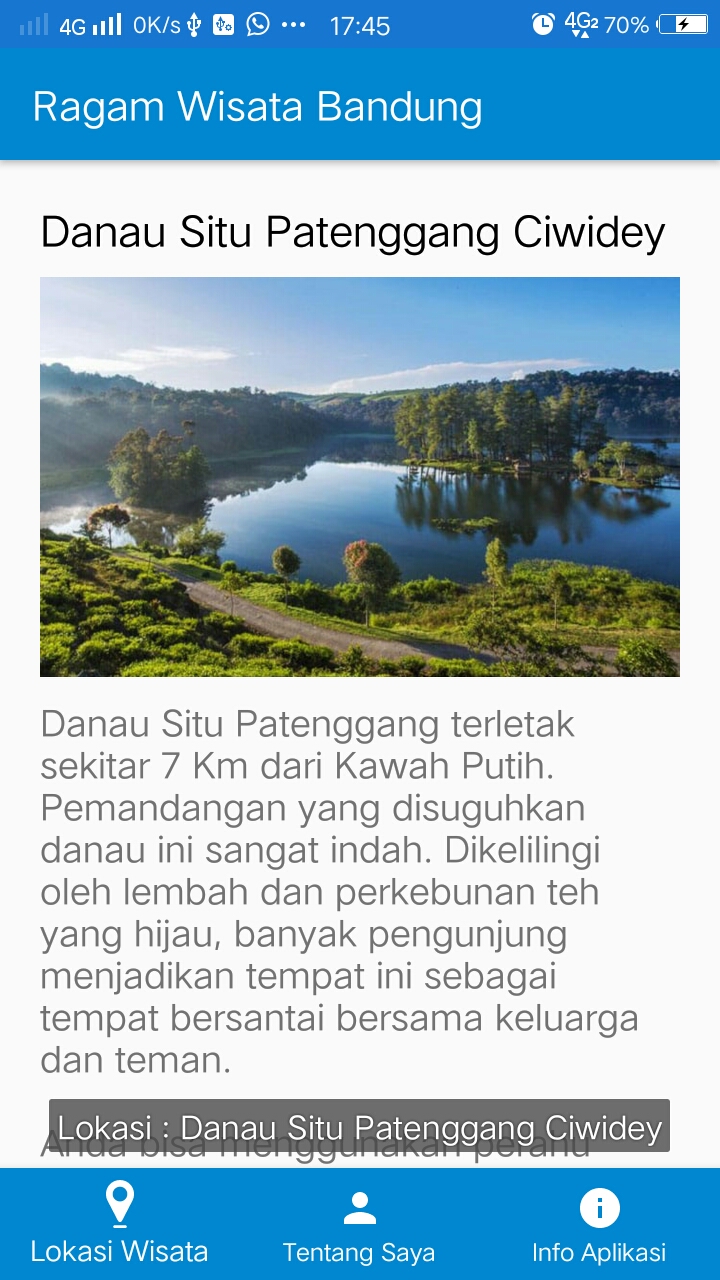 4G 0K/s 17:45 4G2 70%
Ragam Wisata Bandung
Danau Situ Patenggang Ciwidey
Danau Situ Patenggang terletak
sekitar 7 Km dari Kawah Putih.
Pemandangan yang disuguhkan
danau ini sangat indah. Dikelilingi
oleh lembah dan perkebunan teh
yang hijau, banyak pengunjung
menjadikan tempat ini sebagai
tempat bersantai bersama keluarga
dan teman.
Lokasi : Danau Situ Patenggang Ciwidey
Anda bisa menggunakan perahu
Lokasi Wisata
Tentang Saya
Info Aplikasi